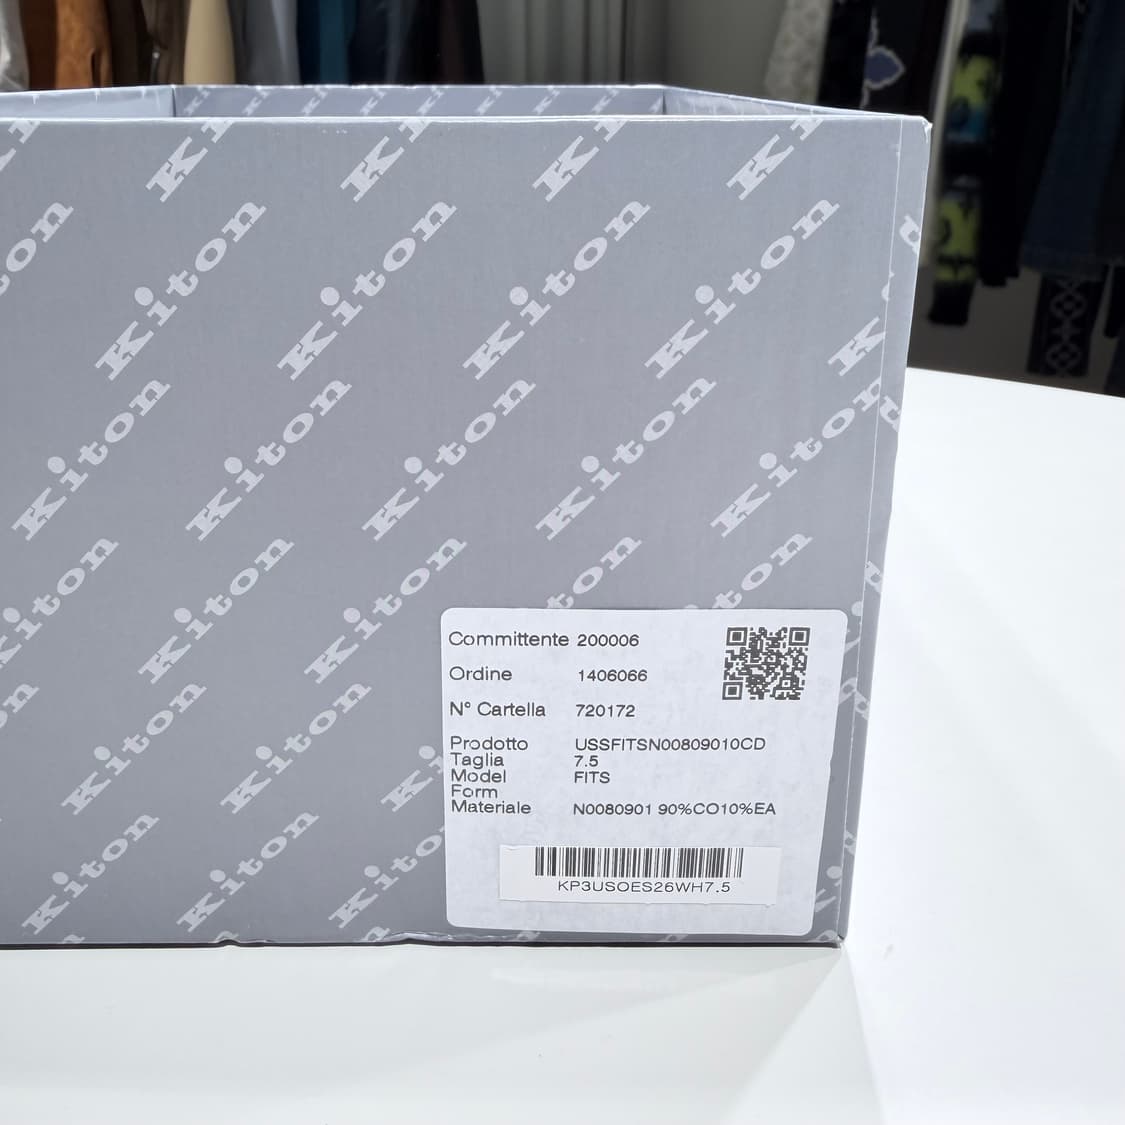 Kiton
Committente 200006
Ordine 1406066
N° Cartella 720172
Prodotto USSFITSN00809010CD
Taglia 7.5
Model FITS
Form
Materiale N0080901 90%CO10%EA
KP3USOES26WH7.5